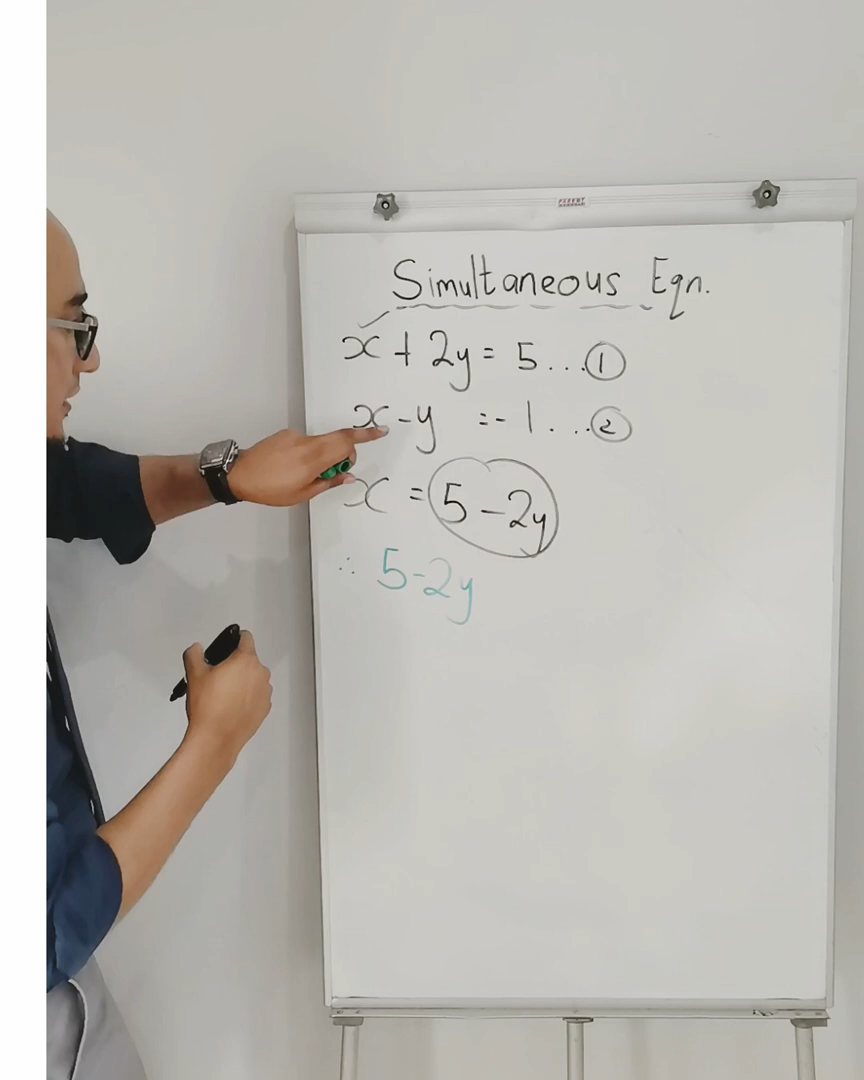 Simultaneous Eqn.
x + 2y = 5...①
x - y = - 1...②
x = 5 - 2y
∴ 5-2y